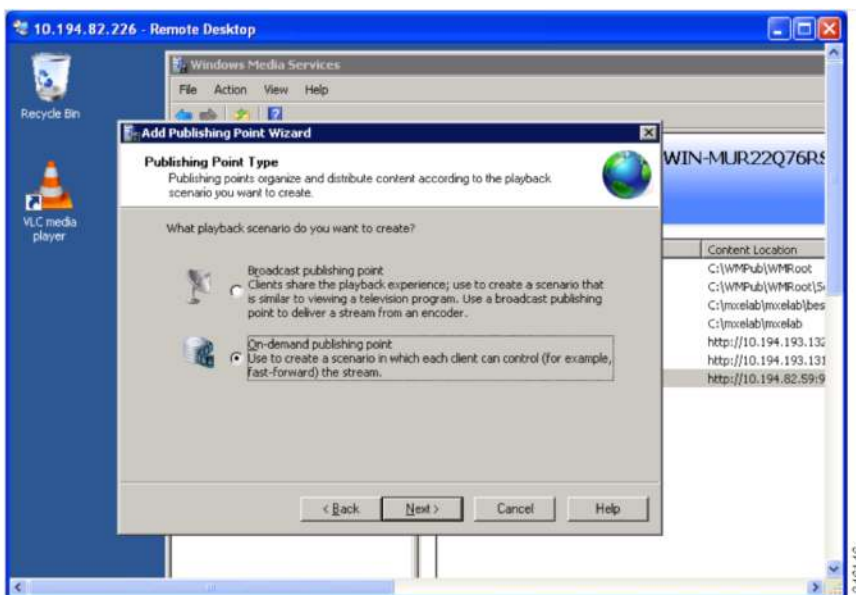 10.194.82.226 - Remote Desktop
Recycle Bin
VLC media
player
Windows Media Services
File Action View Help
Add Publishing Point Wizard
Publishing Point Type
Publishing points organize and distribute content according to the playback
scenario you want to create.
What playback scenario do you want to create?
Broadcast publishing point
Clients share the playback experience; use to create a scenario that
is similar to viewing a television program. Use a broadcast publishing
point to deliver a stream from an encoder.
On-demand publishing point
Use to create a scenario in which each client can control (for example,
fast-forward) the stream.
< Back Next > Cancel Help
WIN-MUR22Q76RS
Content Location
C:\WMPub\WMRoot
C:\WMPub\WMRoot\S
C:\mxelab\mxelab\bes
C:\mxelab\mxelab
http://10.194.193.132
http://10.194.193.131
http://10.194.82.59:9